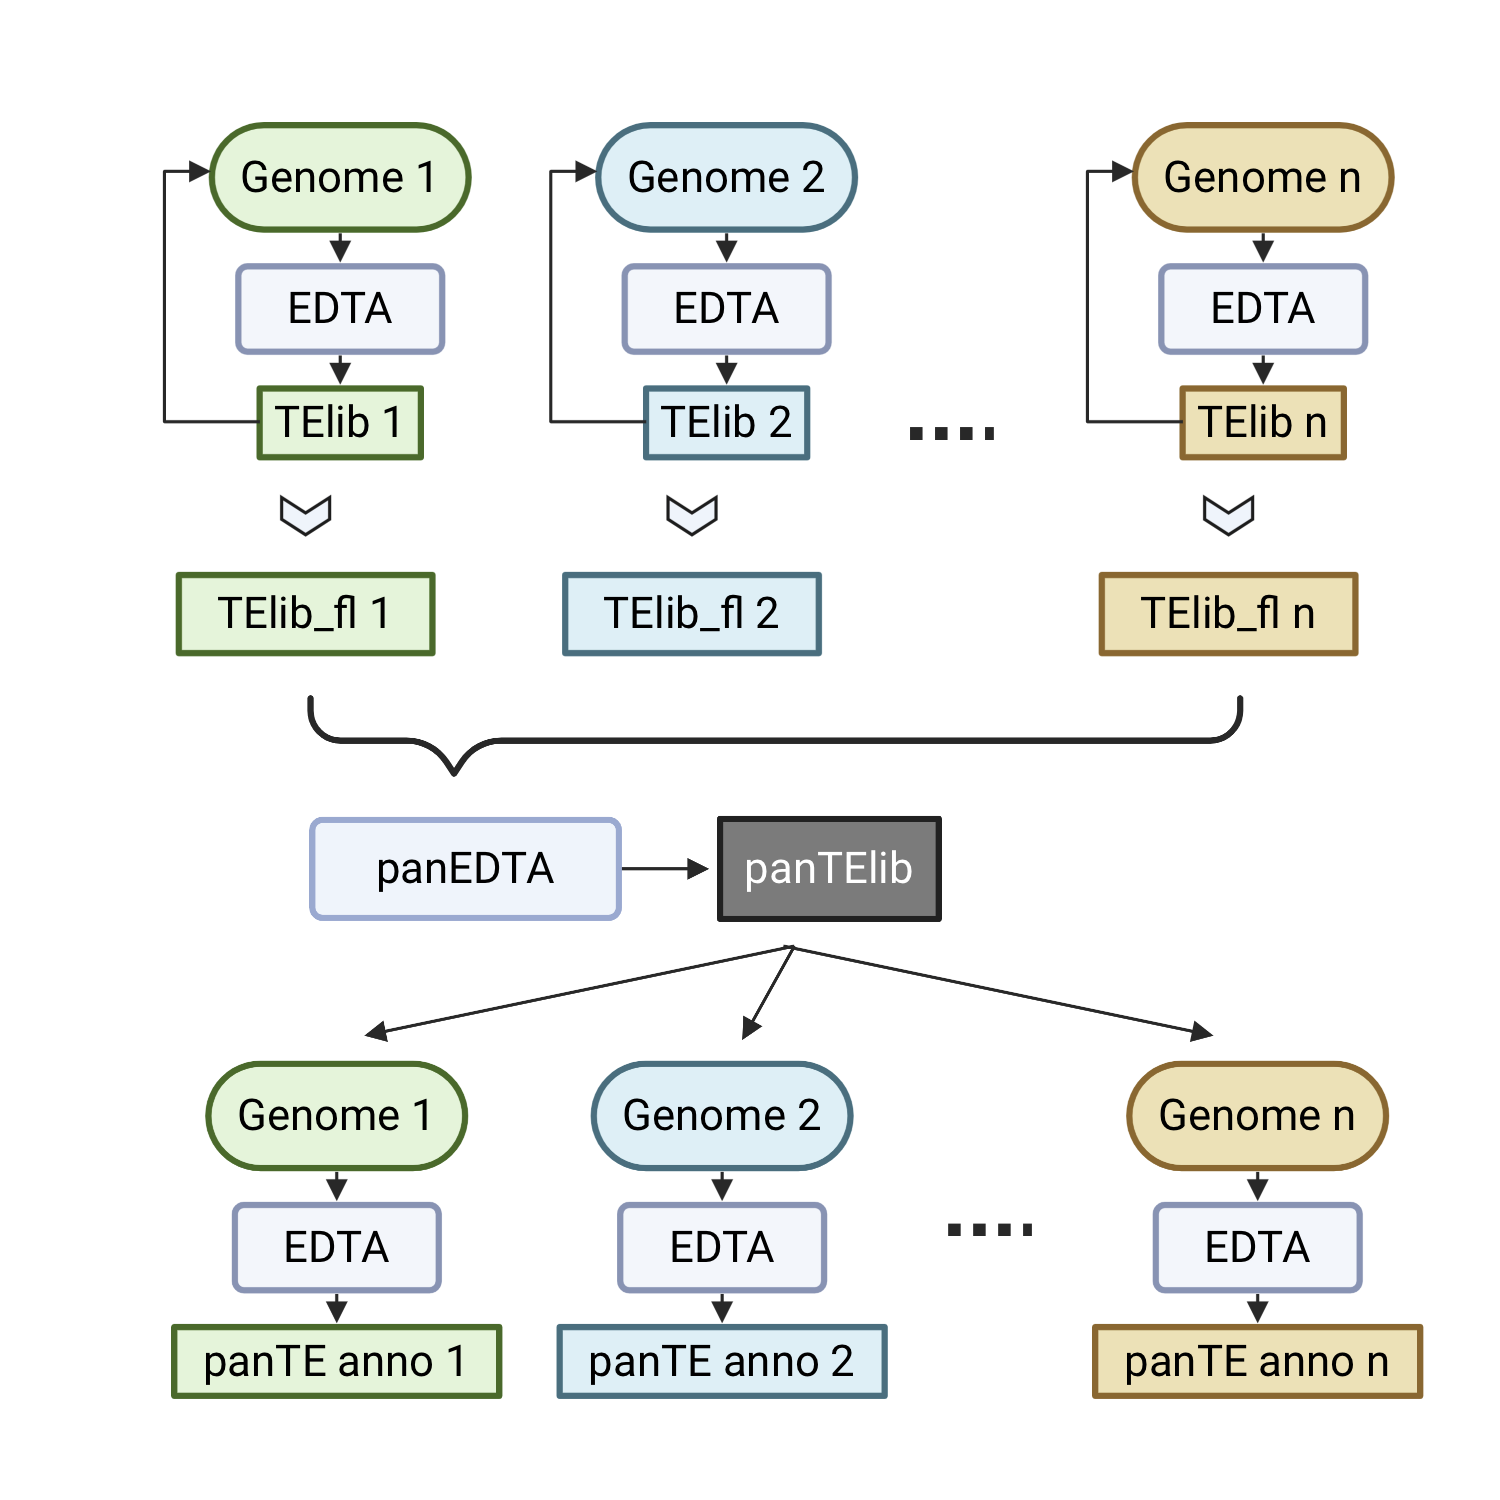 Genome 1
Genome 2
Genome n
EDTA
EDTA
EDTA
TElib 1
TElib 2
....
TElib n
TElib_fl 1
TElib_fl 2
TElib_fl n
panEDTA
panTElib
Genome 1
Genome 2
Genome n
EDTA
EDTA
....
EDTA
panTE anno 1
panTE anno 2
panTE anno n